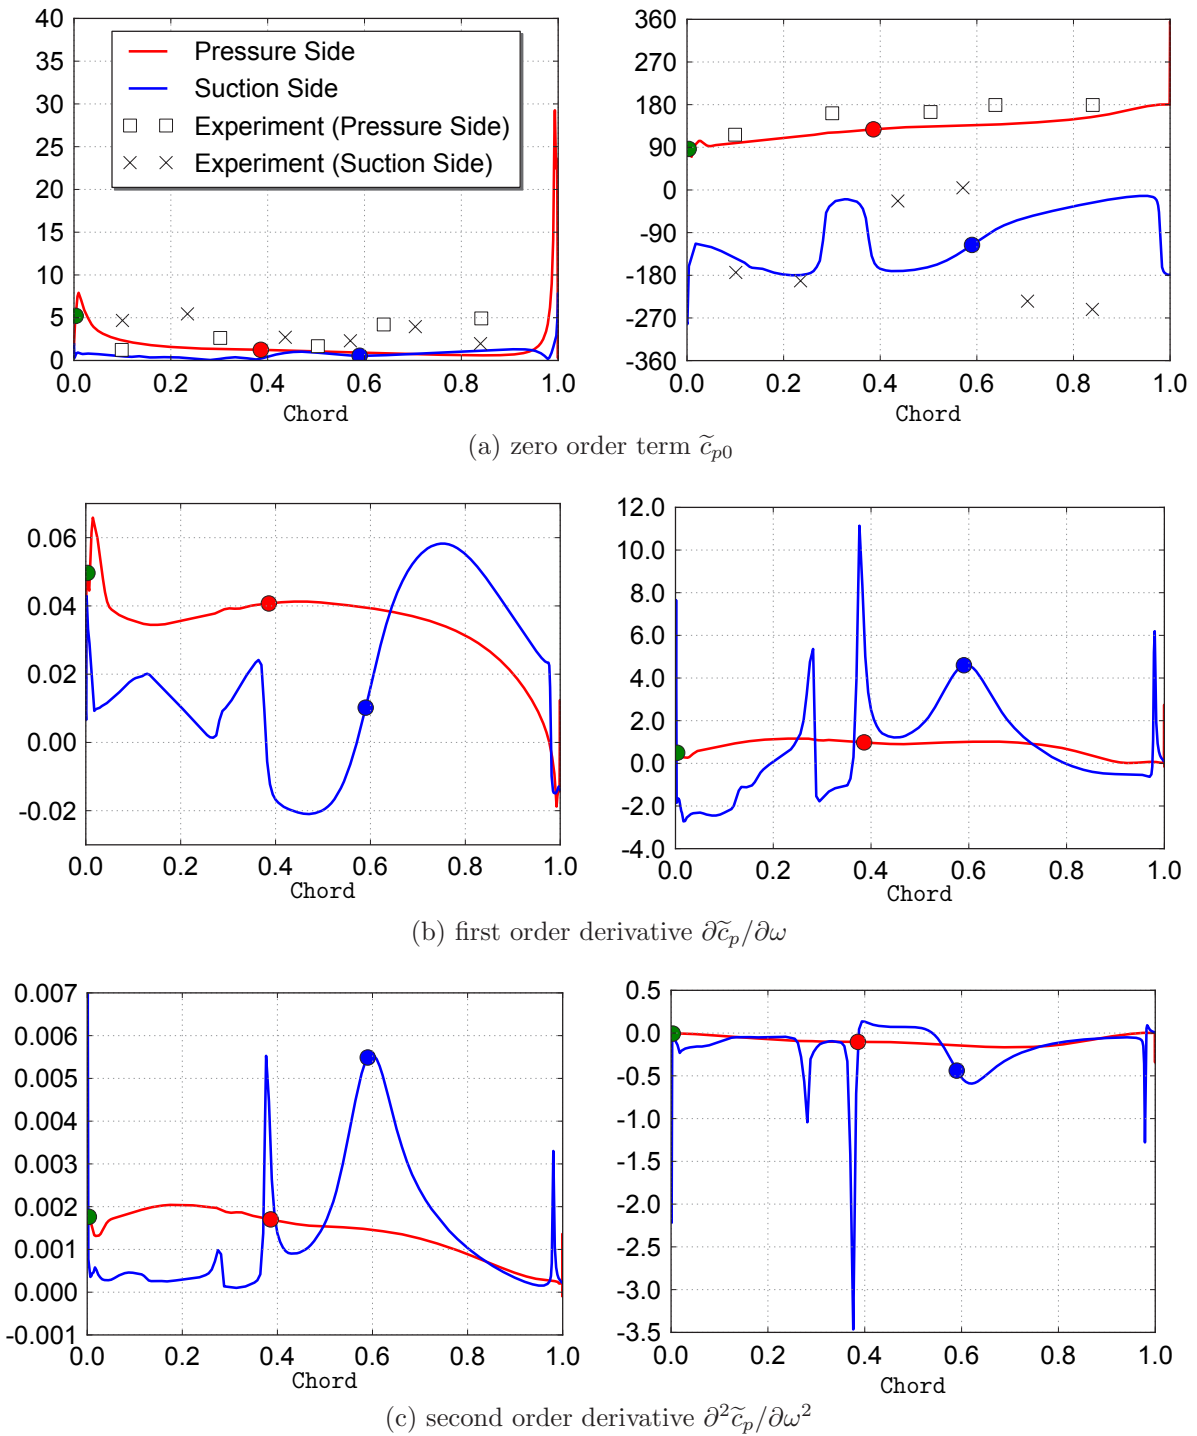 40
35
30
25
20
15
10
5
0
0.0 0.2 0.4 0.6 0.8 1.0
Chord
Pressure Side
Suction Side
Experiment (Pressure Side)
Experiment (Suction Side)
360
270
180
90
0
-90
-180
-270
-360
0.0 0.2 0.4 0.6 0.8 1.0
Chord
(a) zero order term c̃p0
0.06
0.04
0.02
0.00
-0.02
0.0 0.2 0.4 0.6 0.8 1.0
Chord
12.0
10.0
8.0
6.0
4.0
2.0
0.0
-2.0
-4.0
0.0 0.2 0.4 0.6 0.8 1.0
Chord
(b) first order derivative ∂c̃p/∂ω
0.007
0.006
0.005
0.004
0.003
0.002
0.001
0.000
-0.001
0.0 0.2 0.4 0.6 0.8 1.0
Chord
0.5
0.0
-0.5
-1.0
-1.5
-2.0
-2.5
-3.0
-3.5
0.0 0.2 0.4 0.6 0.8 1.0
Chord
(c) second order derivative ∂²c̃p/∂ω²